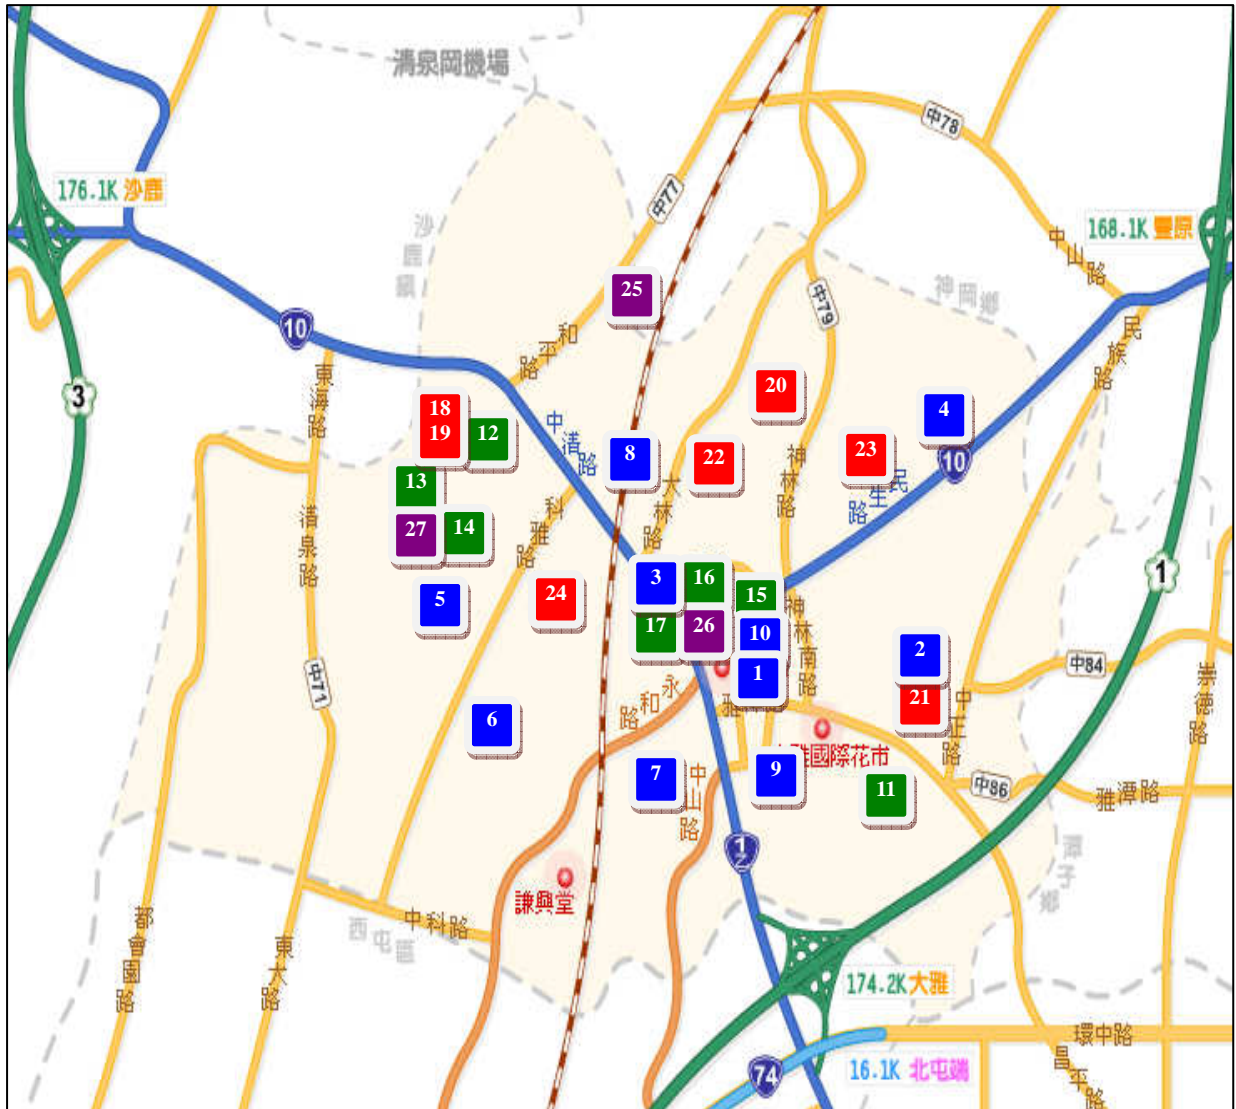 清泉岡機場
中78
176.1K 沙鹿
中77
沙鹿鎮
168.1K 豐原
中山路
神岡鄉
25
中79
10
和平路
民族路
東海路
3
20
18
19
12
4
中清路
8
22
神林路
23
民生路
10
13
大林路
27
14
科雅路
清泉路
1
3
16
15
5
24
17
26
10
神林南路
2
中84
1
永和路
雅
21
中正路
崇德路
中71
6
雅國際花市
7
中山路
9
11
中86
雅潭路
1乙
潭子鄉
謙興堂
中科路
西屯區
都會園路
東大路
174.2K 大雅
環中路
74
16.1K 北屯端
昌平路